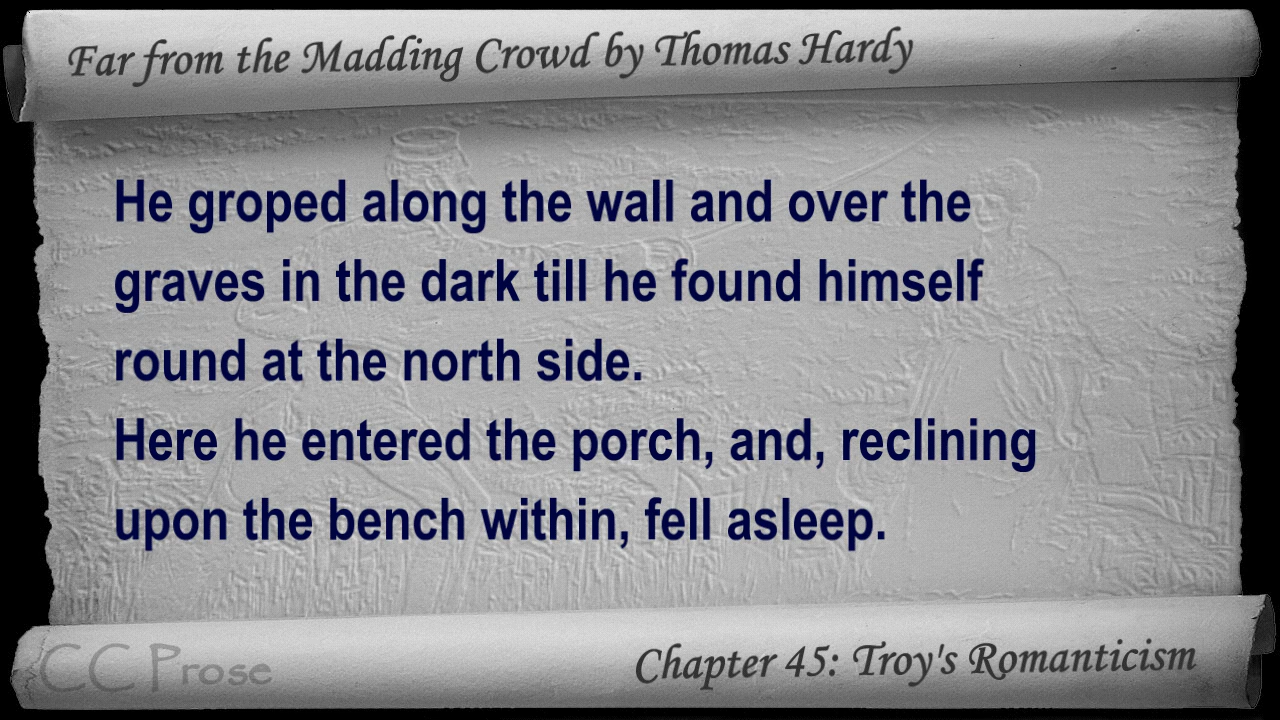 Far from the Madding Crowd by Thomas Hardy
He groped along the wall and over the
graves in the dark till he found himself
round at the north side.
Here he entered the porch, and, reclining
upon the bench within, fell asleep.
CC Prose
Chapter 45: Troy's Romanticism